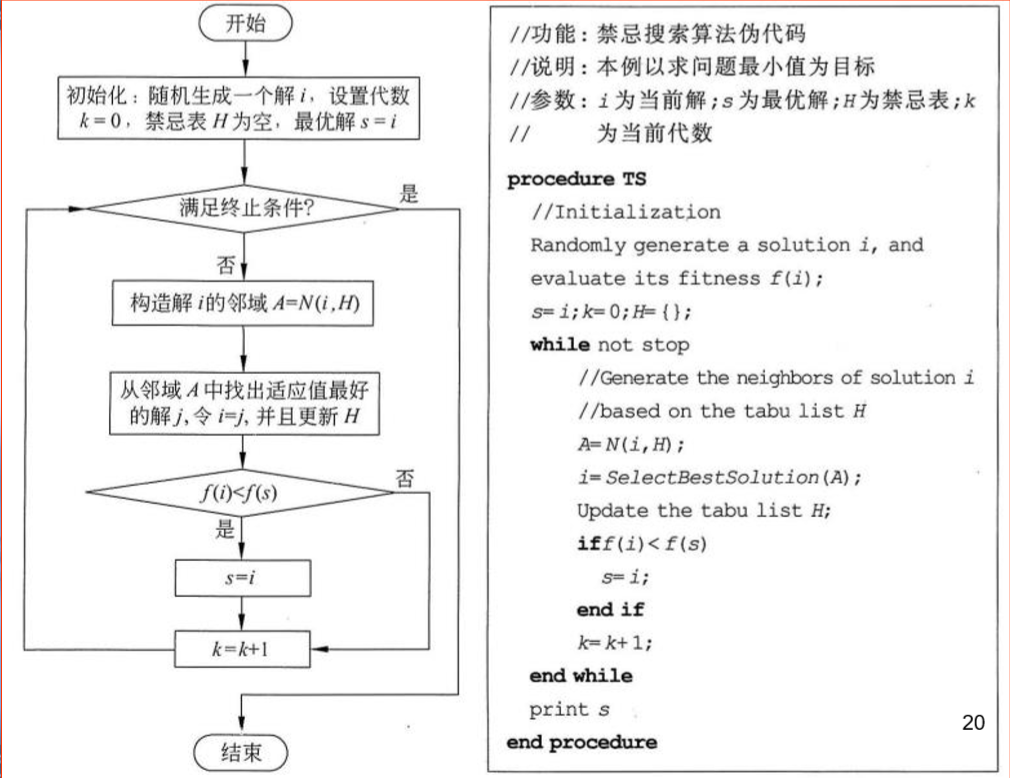 开始
初始化：随机生成一个解 i，设置代数
k=0，禁忌表 H 为空，最优解 s=i
满足终止条件?
是
否
构造解 i的邻域 A=N(i,H)
从邻域 A 中找出适应值最好
的解 j,令 i=j, 并且更新 H
f(i)<f(s)
否
是
s=i
k=k+1
结束
//功能：禁忌搜索算法伪代码
//说明：本例以求问题最小值为目标
//参数：i 为当前解;s 为最优解;H 为禁忌表;k
// 为当前代数
procedure TS
//Initialization
Randomly generate a solution i, and
evaluate its fitness f(i);
s=i;k=0;H={};
while not stop
//Generate the neighbors of solution i
//based on the tabu list H
A=N(i,H);
i=SelectBestSolution(A);
Update the tabu list H;
if f(i)<f(s)
s=i;
end if
k=k+1;
end while
print s
end procedure
20